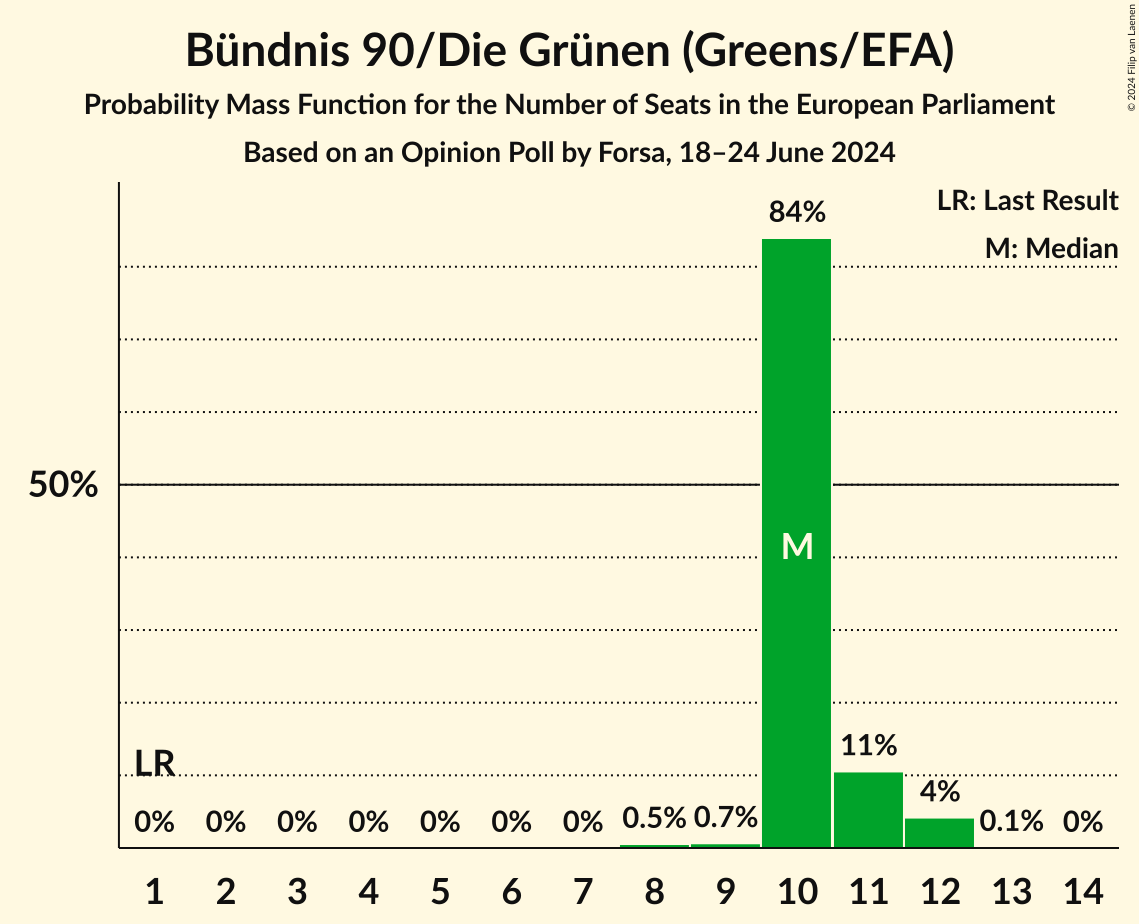 Bündnis 90/Die Grünen (Greens/EFA)
Probability Mass Function for the Number of Seats in the European Parliament
Based on an Opinion Poll by Forsa, 18–24 June 2024
© 2024 Filip van Laenen
LR: Last Result
M: Median
84%
50%
M
LR
11%
4%
0% 0% 0% 0% 0% 0% 0% 0.5% 0.7% 0.1% 0%
1 2 3 4 5 6 7 8 9 10 11 12 13 14